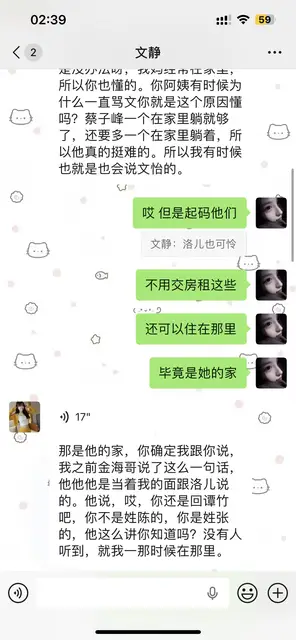 02:39
59
2
文静
是没办法呀，我妈经常在家里，
所以你也懂的。你阿姨有时候为
什么一直骂文你就是这个原因懂
吗？蔡子峰一个在家里躺就够
了，还要多一个在家里躺着，所
以他真的挺难的。所以我有时候
也就是也会说文怡的。
哎 但是起码他们
文静：洛儿也可怜
不用交房租这些
还可以住在那里
毕竟是她的家
17"
那是他的家，你确定我跟你说，
我之前金海哥说了这么一句话，
他他他是当着我的面跟洛儿说
的。他说，哎，你还是回谭竹
吧，你不是姓陈的，你是姓张
的，他这么讲你知道吗？没有人
听到，就我一那时候在那里。